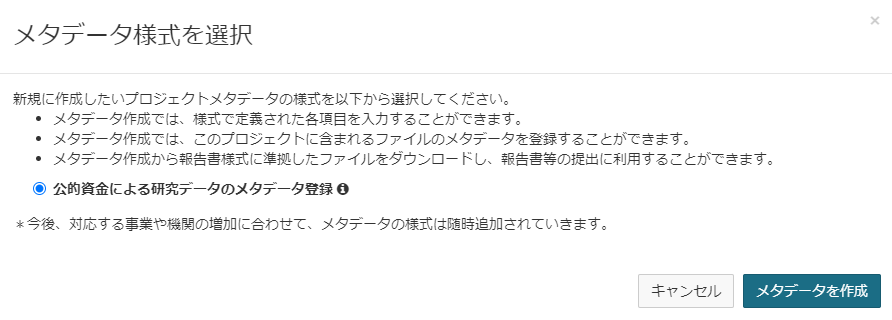 メタデータ様式を選択
×
新規に作成したいプロジェクトメタデータの様式を以下から選択してください。
• メタデータ作成では、様式で定義された各項目を入力することができます。
• メタデータ作成では、このプロジェクトに含まれるファイルのメタデータを登録することができます。
• メタデータ作成から報告書様式に準拠したファイルをダウンロードし、報告書等の提出に利用することができます。
公的資金による研究データのメタデータ登録
＊今後、対応する事業や機関の増加に合わせて、メタデータの様式は随時追加されていきます。
キャンセル メタデータを作成